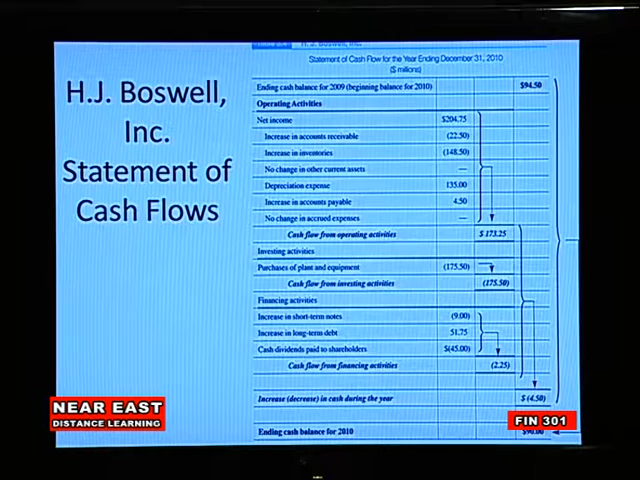 H.J. Boswell,
Inc.
Statement of
Cash Flows
H. J. Boswell, Inc.
Statement of Cash Flow for the Year Ending December 31, 2010
($ millions)
Ending cash balance for 2009 (beginning balance for 2010) $94.50
Operating Activities
Net income $204.75
Increase in accounts receivable (22.50)
Increase in inventories (148.50)
No change in other current assets —
Depreciation expense 135.00
Increase in accounts payable 4.50
No change in accrued expenses —
Cash flow from operating activities $ 173.25
Investing activities
Purchases of plant and equipment (175.50)
Cash flow from investing activities (175.50)
Financing activities
Increase in short-term notes (9.00)
Increase in long-term debt 51.75
Cash dividends paid to shareholders $(45.00)
Cash flow from financing activities (2.25)
Increase (decrease) in cash during the year $ (4.50)
Ending cash balance for 2010 $90.00
NEAR EAST
DISTANCE LEARNING
FIN 301